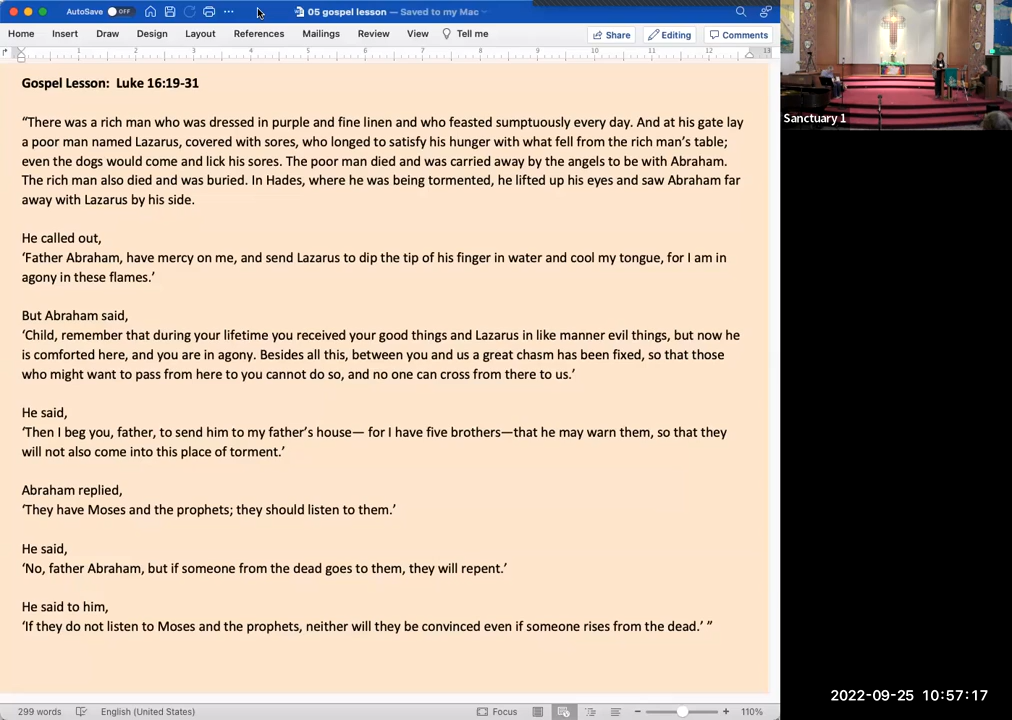 AutoSave OFF
05 gospel lesson — Saved to my Mac
Home Insert Draw Design Layout References Mailings Review View Tell me Share Editing Comments
1 2 3 4 5 6 7 8 9 10 11 12 13
Gospel Lesson: Luke 16:19-31
“There was a rich man who was dressed in purple and fine linen and who feasted sumptuously every day. And at his gate lay
a poor man named Lazarus, covered with sores, who longed to satisfy his hunger with what fell from the rich man’s table;
even the dogs would come and lick his sores. The poor man died and was carried away by the angels to be with Abraham.
The rich man also died and was buried. In Hades, where he was being tormented, he lifted up his eyes and saw Abraham far
away with Lazarus by his side.
He called out,
‘Father Abraham, have mercy on me, and send Lazarus to dip the tip of his finger in water and cool my tongue, for I am in
agony in these flames.’
But Abraham said,
‘Child, remember that during your lifetime you received your good things and Lazarus in like manner evil things, but now he
is comforted here, and you are in agony. Besides all this, between you and us a great chasm has been fixed, so that those
who might want to pass from here to you cannot do so, and no one can cross from there to us.’
He said,
‘Then I beg you, father, to send him to my father’s house— for I have five brothers—that he may warn them, so that they
will not also come into this place of torment.’
Abraham replied,
‘They have Moses and the prophets; they should listen to them.’
He said,
‘No, father Abraham, but if someone from the dead goes to them, they will repent.’
He said to him,
‘If they do not listen to Moses and the prophets, neither will they be convinced even if someone rises from the dead.’ ”
299 words English (United States) Focus 110%
Sanctuary 1
2022-09-25 10:57:17